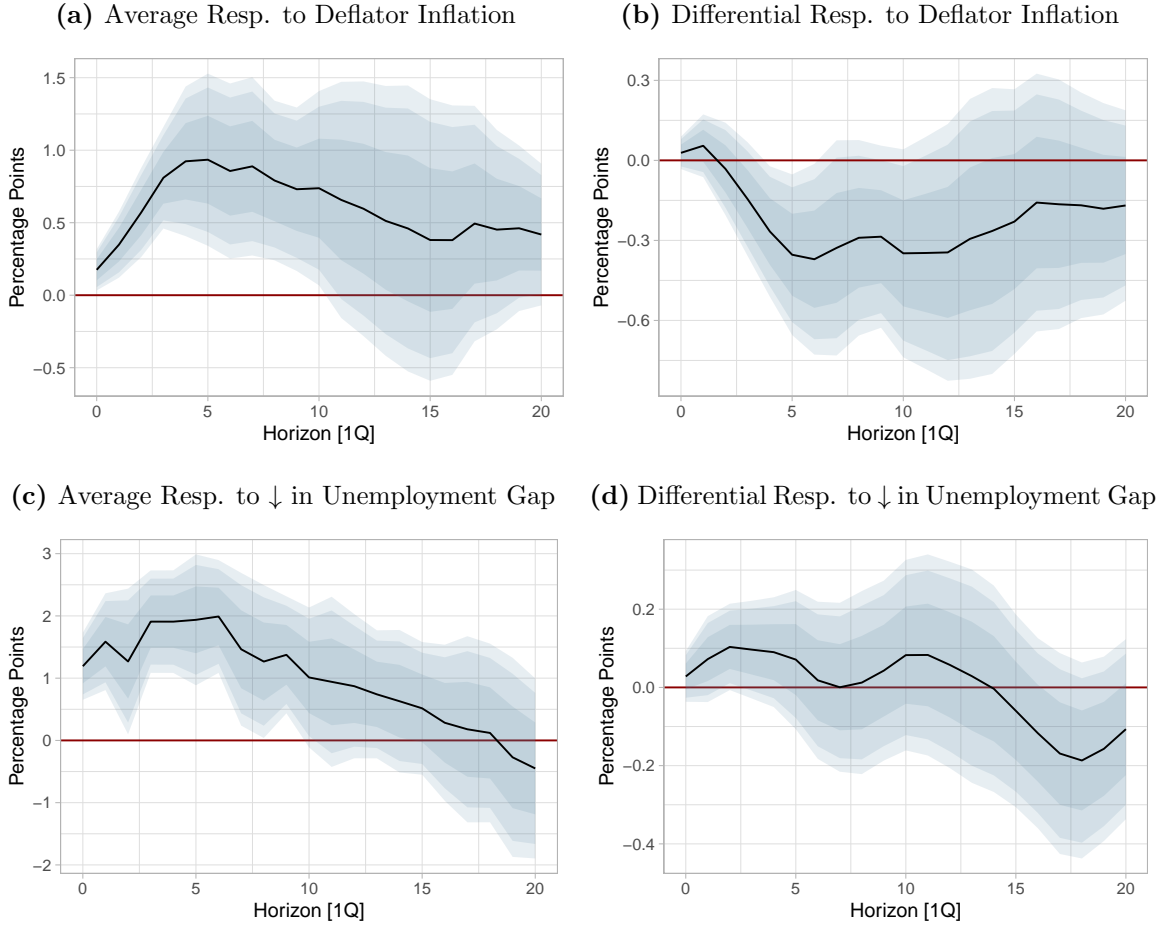 (a) Average Resp. to Deflator Inflation
Percentage Points
1.5
1.0
0.5
0.0
−0.5
0 5 10 15 20
Horizon [1Q]
(b) Differential Resp. to Deflator Inflation
Percentage Points
0.3
0.0
−0.3
−0.6
0 5 10 15 20
Horizon [1Q]
(c) Average Resp. to ↓ in Unemployment Gap
Percentage Points
3
2
1
0
−1
−2
0 5 10 15 20
Horizon [1Q]
(d) Differential Resp. to ↓ in Unemployment Gap
Percentage Points
0.2
0.0
−0.2
−0.4
0 5 10 15 20
Horizon [1Q]